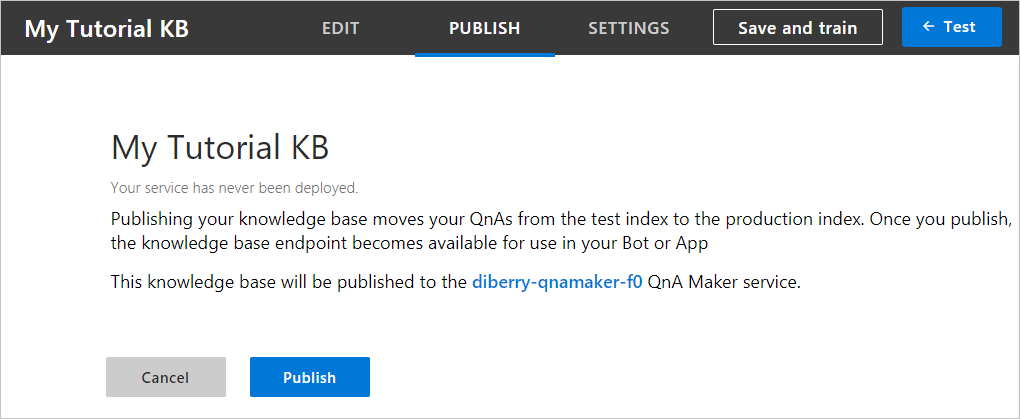 My Tutorial KB EDIT PUBLISH SETTINGS Save and train ← Test
My Tutorial KB
Your service has never been deployed.
Publishing your knowledge base moves your QnAs from the test index to the production index. Once you publish,
the knowledge base endpoint becomes available for use in your Bot or App
This knowledge base will be published to the diberry-qnamaker-f0 QnA Maker service.
Cancel Publish